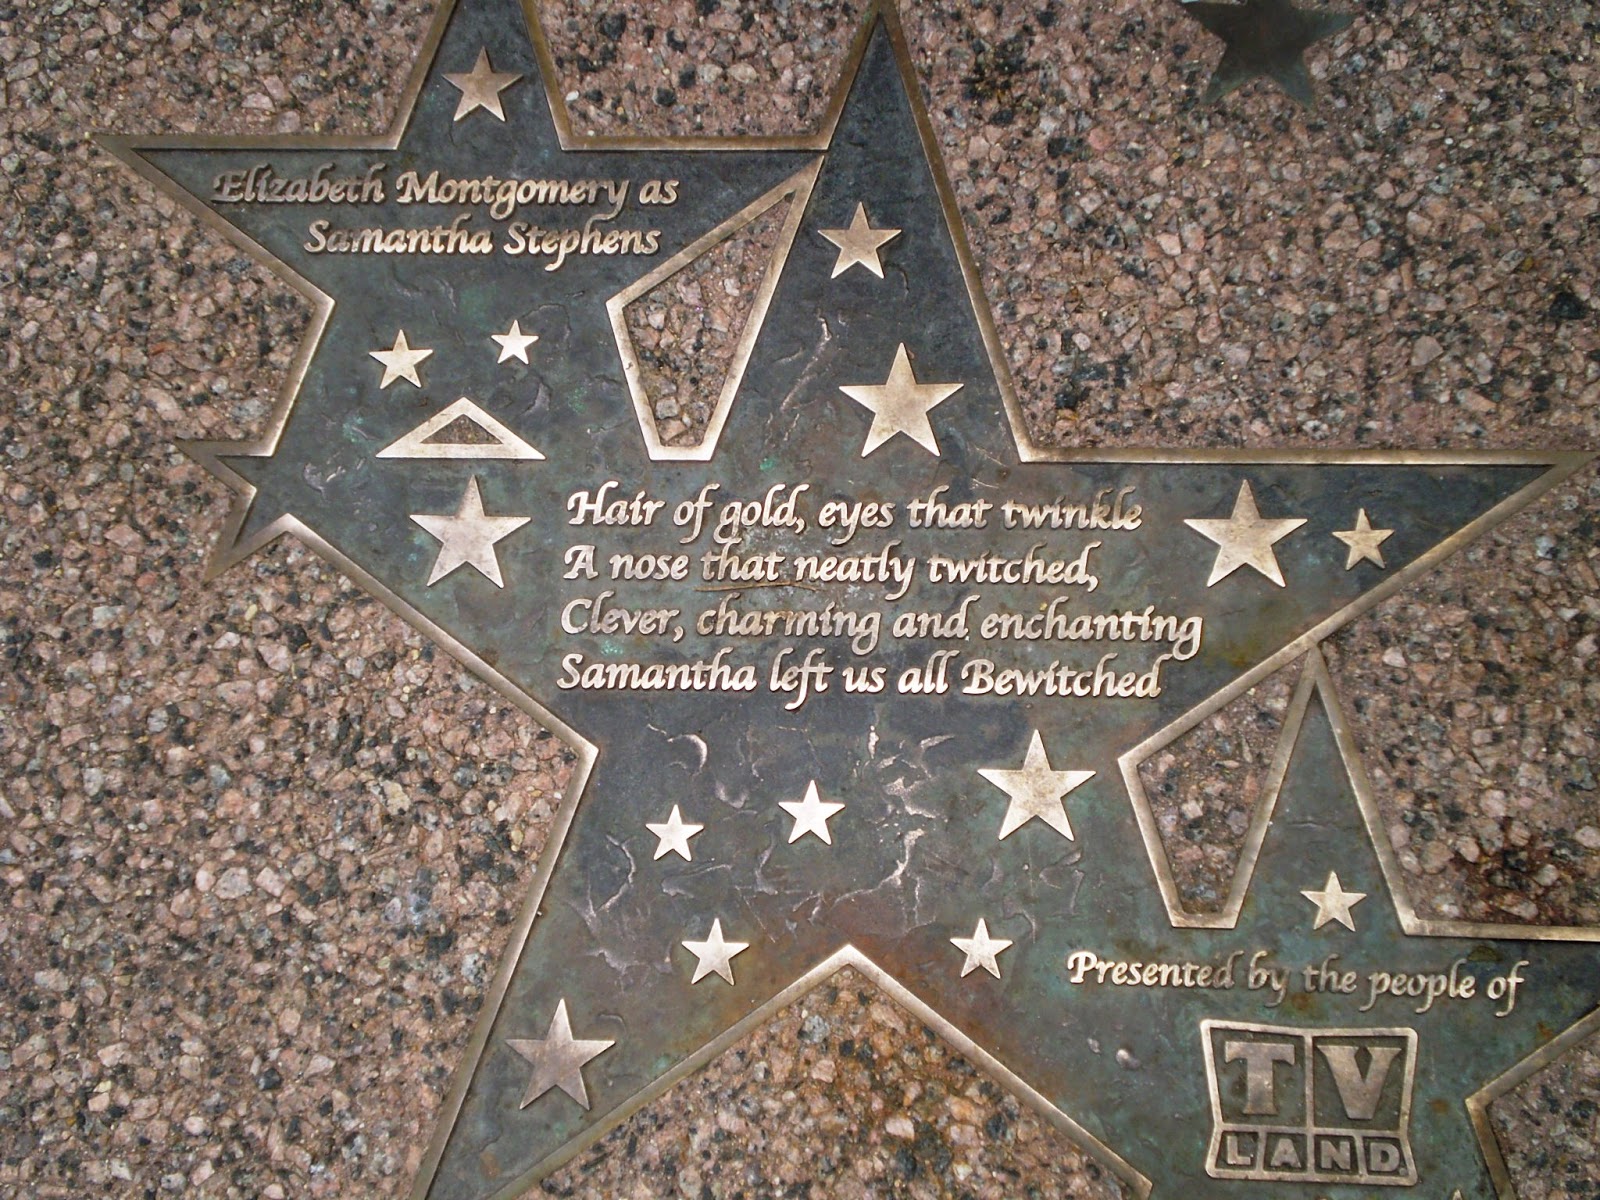 Elizabeth Montgomery as
Samantha Stephens
Hair of gold, eyes that twinkle
A nose that neatly twitched,
Clever, charming and enchanting
Samantha left us all Bewitched
Presented by the people of
TV
LAND